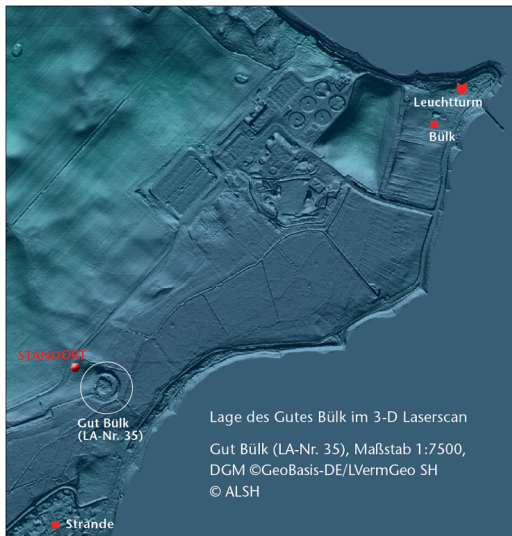 Leuchtturm
Bülk
STANDORT
Gut Bülk
(LA-Nr. 35)
Lage des Gutes Bülk im 3-D Laserscan
Gut Bülk (LA-Nr. 35), Maßstab 1:7500,
DGM ©GeoBasis-DE/LVermGeo SH
© ALSH
Strande